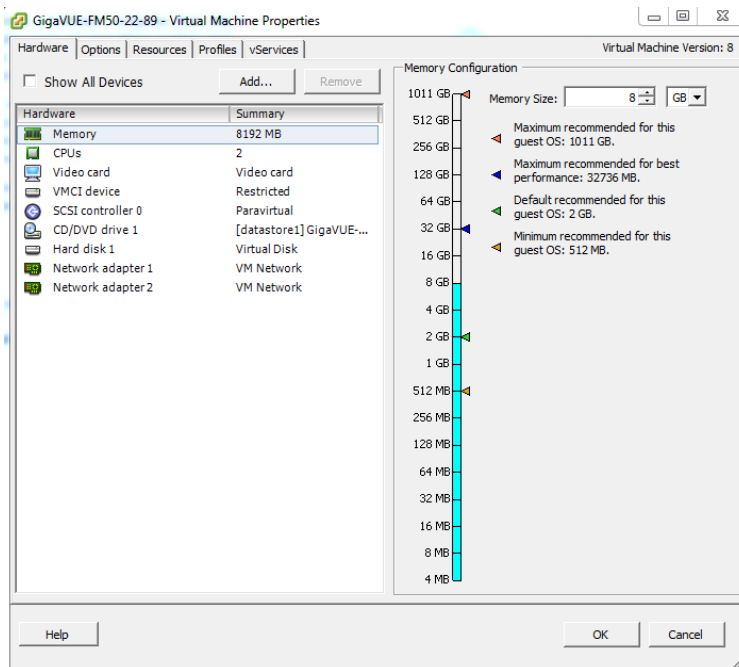 GigaVUE-FM50-22-89 - Virtual Machine Properties
Hardware Options Resources Profiles vServices
Virtual Machine Version: 8
Show All Devices
Add...
Remove
Hardware Summary
Memory 8192 MB
CPUs 2
Video card Video card
VMCI device Restricted
SCSI controller 0 Paravirtual
CD/DVD drive 1 [datastore1] GigaVUE-...
Hard disk 1 Virtual Disk
Network adapter 1 VM Network
Network adapter 2 VM Network
Memory Configuration
1011 GB
512 GB
256 GB
128 GB
64 GB
32 GB
16 GB
8 GB
4 GB
2 GB
1 GB
512 MB
256 MB
128 MB
64 MB
32 MB
16 MB
8 MB
4 MB
Memory Size: 8 GB
Maximum recommended for this
guest OS: 1011 GB.
Maximum recommended for best
performance: 32736 MB.
Default recommended for this
guest OS: 2 GB.
Minimum recommended for this
guest OS: 512 MB.
Help
OK
Cancel